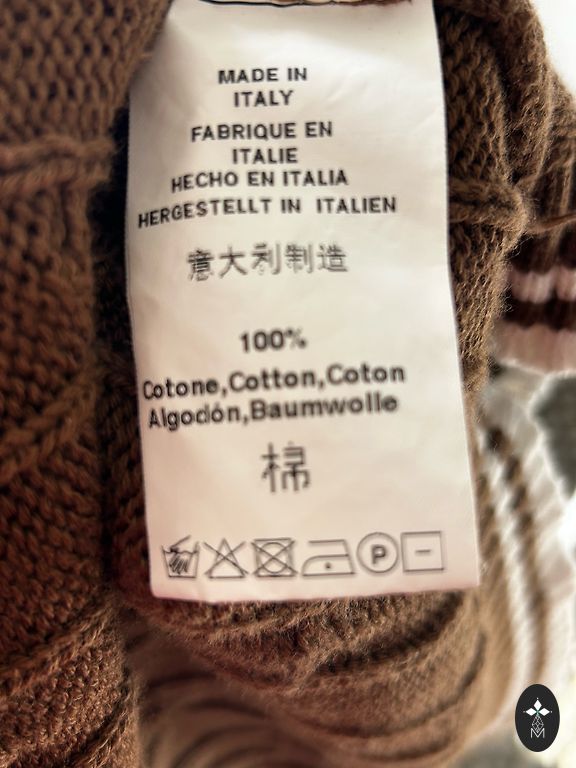 MADE IN
ITALY
FABRIQUE EN
ITALIE
HECHO EN ITALIA
HERGESTELLT IN ITALIEN
意大利制造
100%
Cotone,Cotton,Coton
Algodón,Baumwolle
棉
P
M